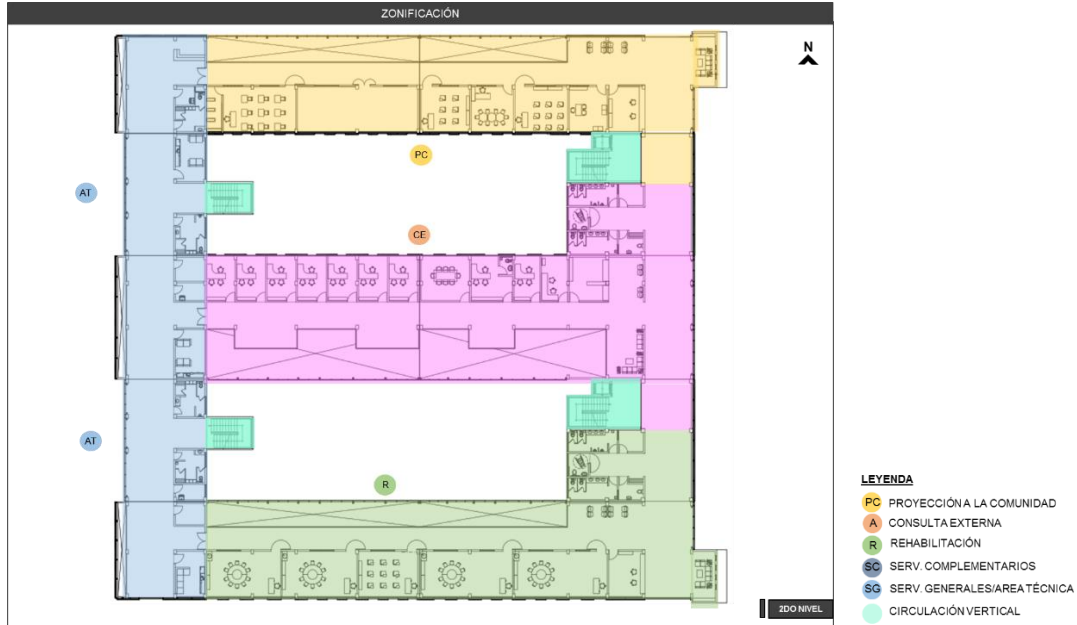 ZONIFICACIÓN
N
PC
AT
CE
AT
R
2DO NIVEL
LEYENDA
PC PROYECCIÓN A LA COMUNIDAD
A CONSULTA EXTERNA
R REHABILITACIÓN
SC SERV. COMPLEMENTARIOS
SG SERV. GENERALES/AREA TÉCNICA
CIRCULACIÓN VERTICAL